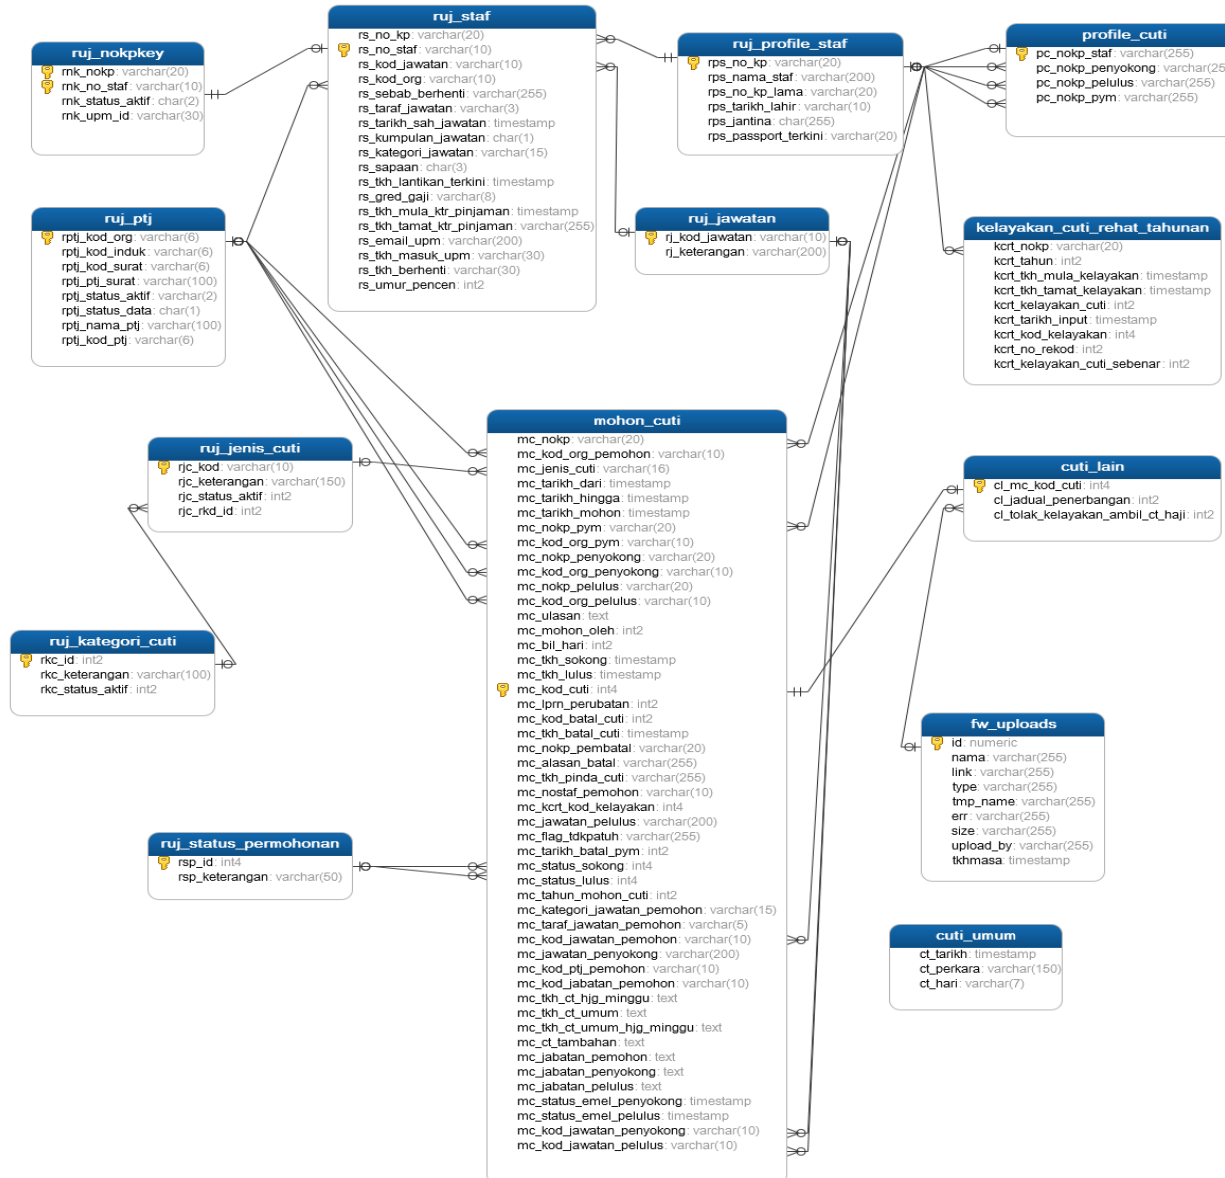 ruj_nokpkey
rnk_nokp: varchar(20)
rnk_no_staf: varchar(10)
rnk_status_aktif: char(2)
rnk_upm_id: varchar(30)
ruj_staf
rs_no_kp: varchar(20)
rs_no_staf: varchar(10)
rs_kod_jawatan: varchar(10)
rs_kod_org: varchar(10)
rs_sebab_berhenti: varchar(255)
rs_taraf_jawatan: varchar(3)
rs_tarikh_sah_jawatan: timestamp
rs_kumpulan_jawatan: char(1)
rs_kategori_jawatan: varchar(15)
rs_sapaan: char(3)
rs_tkh_lantikan_terkini: timestamp
rs_gred_gaji: varchar(8)
rs_tkh_mula_ktr_pinjaman: timestamp
rs_tkh_tamat_ktr_pinjaman: varchar(255)
rs_email_upm: varchar(200)
rs_tkh_masuk_upm: varchar(30)
rs_tkh_berhenti: varchar(30)
rs_umur_pencen: int2
ruj_profile_staf
rps_no_kp: varchar(20)
rps_nama_staf: varchar(200)
rps_no_kp_lama: varchar(20)
rps_tarikh_lahir: varchar(10)
rps_jantina: char(255)
rps_passport_terkini: varchar(20)
profile_cuti
pc_nokp_staf: varchar(255)
pc_nokp_penyokong: varchar(25
pc_nokp_pelulus: varchar(255)
pc_nokp_pym: varchar(255)
ruj_ptj
rptj_kod_org: varchar(6)
rptj_kod_induk: varchar(6)
rptj_kod_surat: varchar(6)
rptj_ptj_surat: varchar(100)
rptj_status_aktif: varchar(2)
rptj_status_data: char(1)
rptj_nama_ptj: varchar(100)
rptj_kod_ptj: varchar(6)
ruj_jawatan
rj_kod_jawatan: varchar(10)
rj_keterangan: varchar(200)
kelayakan_cuti_rehat_tahunan
kcrt_nokp: varchar(20)
kcrt_tahun: int2
kcrt_tkh_mula_kelayakan: timestamp
kcrt_tkh_tamat_kelayakan: timestamp
kcrt_kelayakan_cuti: int2
kcrt_tarikh_input: timestamp
kcrt_kod_kelayakan: int4
kcrt_no_rekod: int2
kcrt_kelayakan_cuti_sebenar: int2
ruj_jenis_cuti
rjc_kod: varchar(10)
rjc_keterangan: varchar(150)
rjc_status_aktif: int2
rjc_rkd_id: int2
mohon_cuti
mc_nokp: varchar(20)
mc_kod_org_pemohon: varchar(10)
mc_jenis_cuti: varchar(16)
mc_tarikh_dari: timestamp
mc_tarikh_hingga: timestamp
mc_tarikh_mohon: timestamp
mc_nokp_pym: varchar(20)
mc_kod_org_pym: varchar(10)
mc_nokp_penyokong: varchar(20)
mc_kod_org_penyokong: varchar(10)
mc_nokp_pelulus: varchar(20)
mc_kod_org_pelulus: varchar(10)
mc_ulasan: text
mc_mohon_oleh: int2
mc_bil_hari: int2
mc_tkh_sokong: timestamp
mc_tkh_lulus: timestamp
mc_kod_cuti: int4
mc_lprn_perubatan: int2
mc_kod_batal_cuti: int2
mc_tkh_batal_cuti: timestamp
mc_nokp_pembatal: varchar(20)
mc_alasan_batal: varchar(255)
mc_tkh_pinda_cuti: varchar(255)
mc_nostaf_pemohon: varchar(10)
mc_kcrt_kod_kelayakan: int4
mc_jawatan_pelulus: varchar(200)
mc_flag_tdkpatuh: varchar(255)
mc_tarikh_batal_pym: int2
mc_status_sokong: int4
mc_status_lulus: int4
mc_tahun_mohon_cuti: int2
mc_kategori_jawatan_pemohon: varchar(15)
mc_taraf_jawatan_pemohon: varchar(5)
mc_kod_jawatan_pemohon: varchar(10)
mc_jawatan_penyokong: varchar(200)
mc_kod_ptj_pemohon: varchar(10)
mc_kod_jabatan_pemohon: varchar(10)
mc_tkh_ct_hjg_minggu: text
mc_tkh_ct_umum: text
mc_tkh_ct_umum_hjg_minggu: text
mc_ct_tambahan: text
mc_jabatan_pemohon: text
mc_jabatan_penyokong: text
mc_jabatan_pelulus: text
mc_status_emel_penyokong: timestamp
mc_status_emel_pelulus: timestamp
mc_kod_jawatan_penyokong: varchar(10)
mc_kod_jawatan_pelulus: varchar(10)
cuti_lain
cl_mc_kod_cuti: int4
cl_jadual_penerbangan: int2
cl_tolak_kelayakan_ambil_ct_haji: int2
ruj_kategori_cuti
rkc_id: int2
rkc_keterangan: varchar(100)
rkc_status_aktif: int2
fw_uploads
id: numeric
nama: varchar(255)
link: varchar(255)
type: varchar(255)
tmp_name: varchar(255)
err: varchar(255)
size: varchar(255)
upload_by: varchar(255)
tkhmasa: timestamp
ruj_status_permohonan
rsp_id: int4
rsp_keterangan: varchar(50)
cuti_umum
ct_tarikh: timestamp
ct_perkara: varchar(150)
ct_hari: varchar(7)